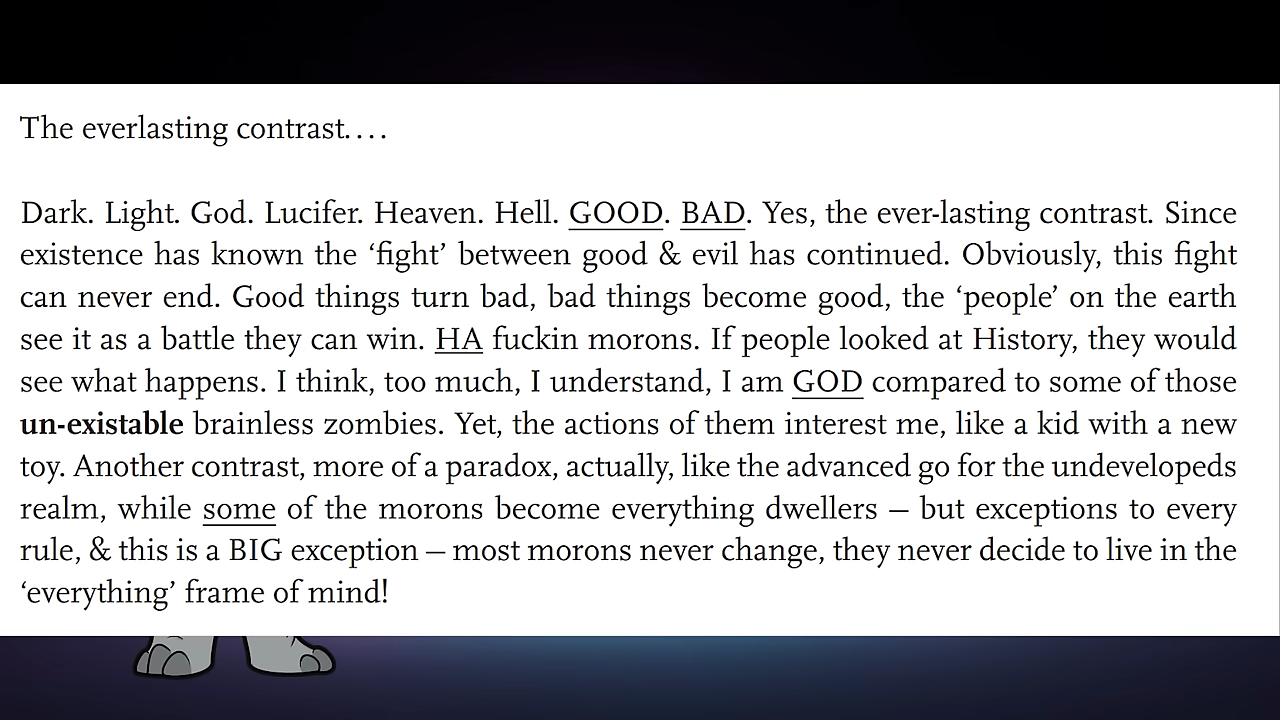 The everlasting contrast....
Dark. Light. God. Lucifer. Heaven. Hell. GOOD. BAD. Yes, the ever-lasting contrast. Since
existence has known the ‘fight’ between good & evil has continued. Obviously, this fight
can never end. Good things turn bad, bad things become good, the ‘people’ on the earth
see it as a battle they can win. HA fuckin morons. If people looked at History, they would
see what happens. I think, too much, I understand, I am GOD compared to some of those
un-existable brainless zombies. Yet, the actions of them interest me, like a kid with a new
toy. Another contrast, more of a paradox, actually, like the advanced go for the undevelopeds
realm, while some of the morons become everything dwellers – but exceptions to every
rule, & this is a BIG exception – most morons never change, they never decide to live in the
‘everything’ frame of mind!